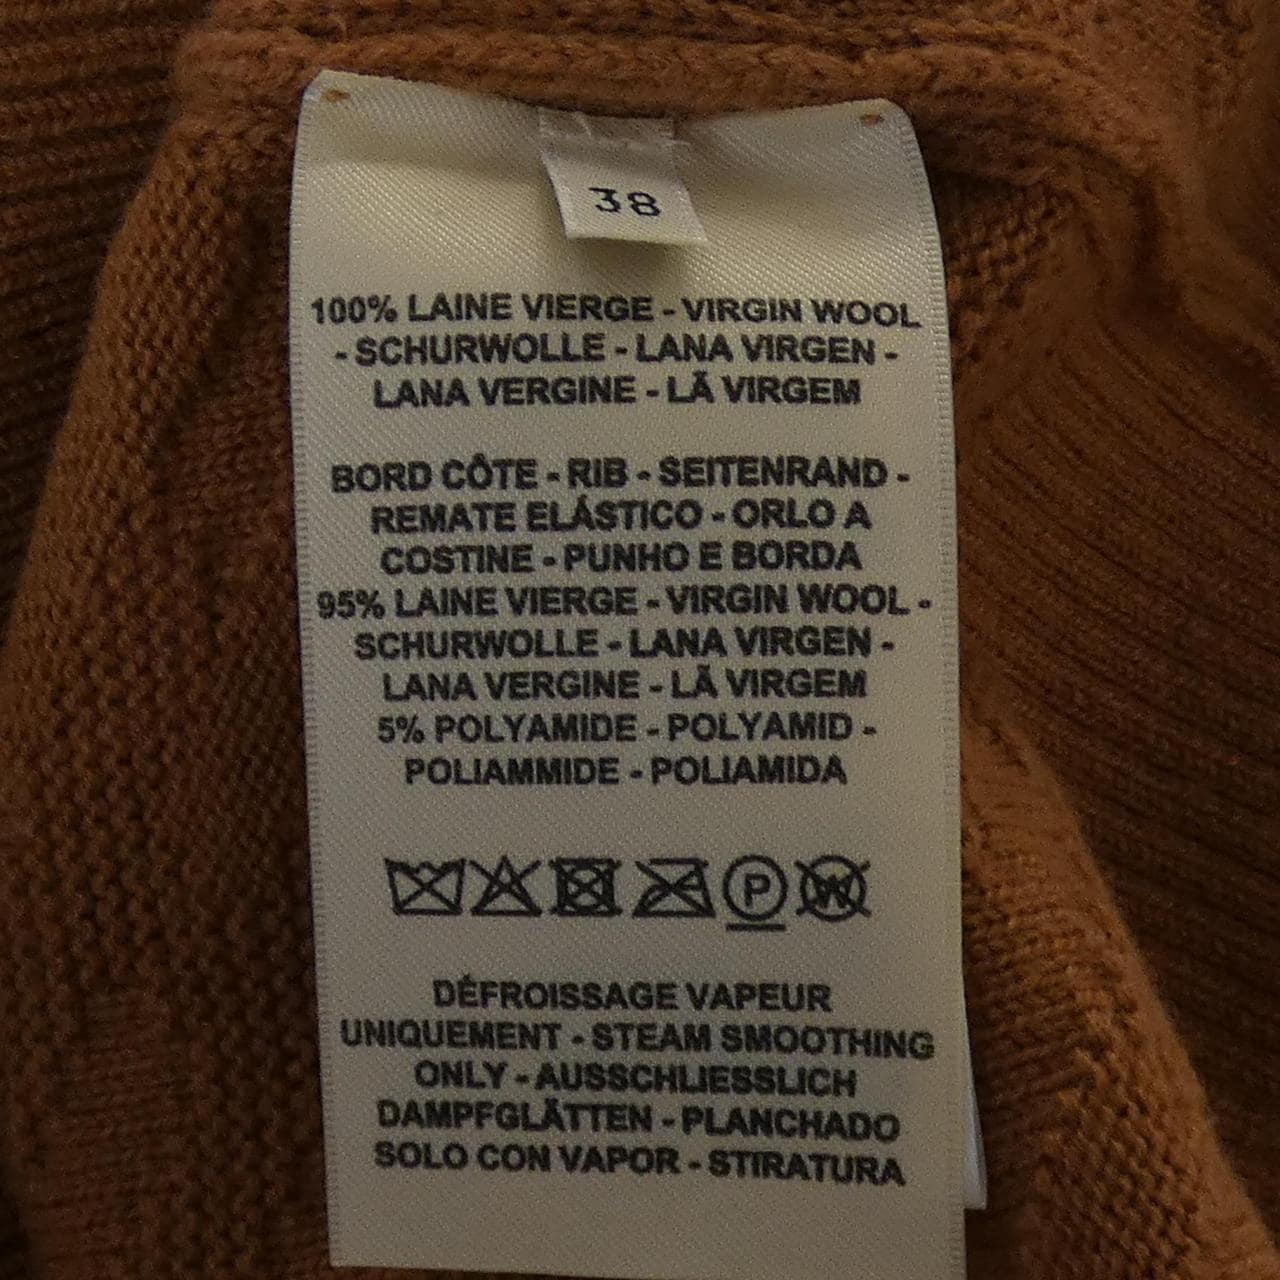 38
100% LAINE VIERGE - VIRGIN WOOL
- SCHURWOLLE - LANA VIRGEN -
LANA VERGINE - LÃ VIRGEM
BORD CÔTE - RIB - SEITENRAND -
REMATE ELÁSTICO - ORLO A
COSTINE - PUNHO E BORDA
95% LAINE VIERGE - VIRGIN WOOL -
SCHURWOLLE - LANA VIRGEN -
LANA VERGINE - LÃ VIRGEM
5% POLYAMIDE - POLYAMID -
POLIAMMIDE - POLIAMIDA
P W
DÉFROISSAGE VAPEUR
UNIQUEMENT - STEAM SMOOTHING
ONLY - AUSSCHLIESSLICH
DAMPFGLÄTTEN - PLANCHADO
SOLO CON VAPOR - STIRATURA